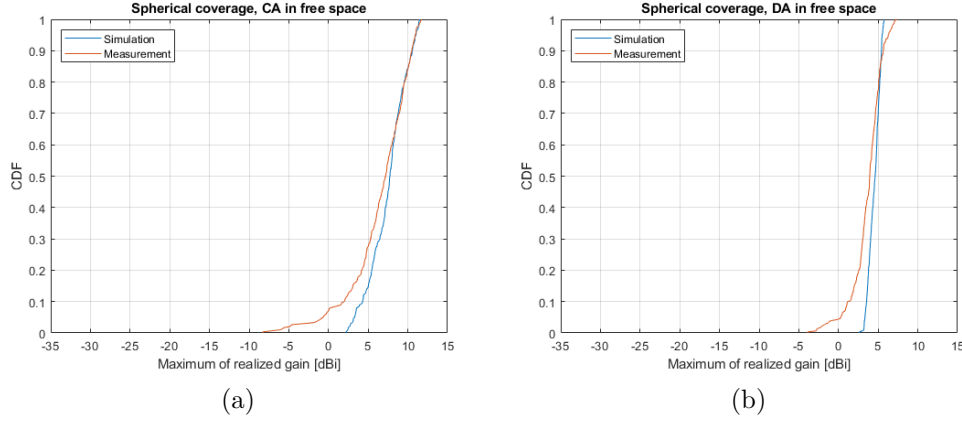 Spherical coverage, CA in free space
Simulation
Measurement
1
0.9
0.8
0.7
0.6
0.5
0.4
0.3
0.2
0.1
0
CDF
-35 -30 -25 -20 -15 -10 -5 0 5 10 15
Maximum of realized gain [dBi]
(a)
Spherical coverage, DA in free space
Simulation
Measurement
1
0.9
0.8
0.7
0.6
0.5
0.4
0.3
0.2
0.1
0
CDF
-35 -30 -25 -20 -15 -10 -5 0 5 10 15
Maximum of realized gain [dBi]
(b)